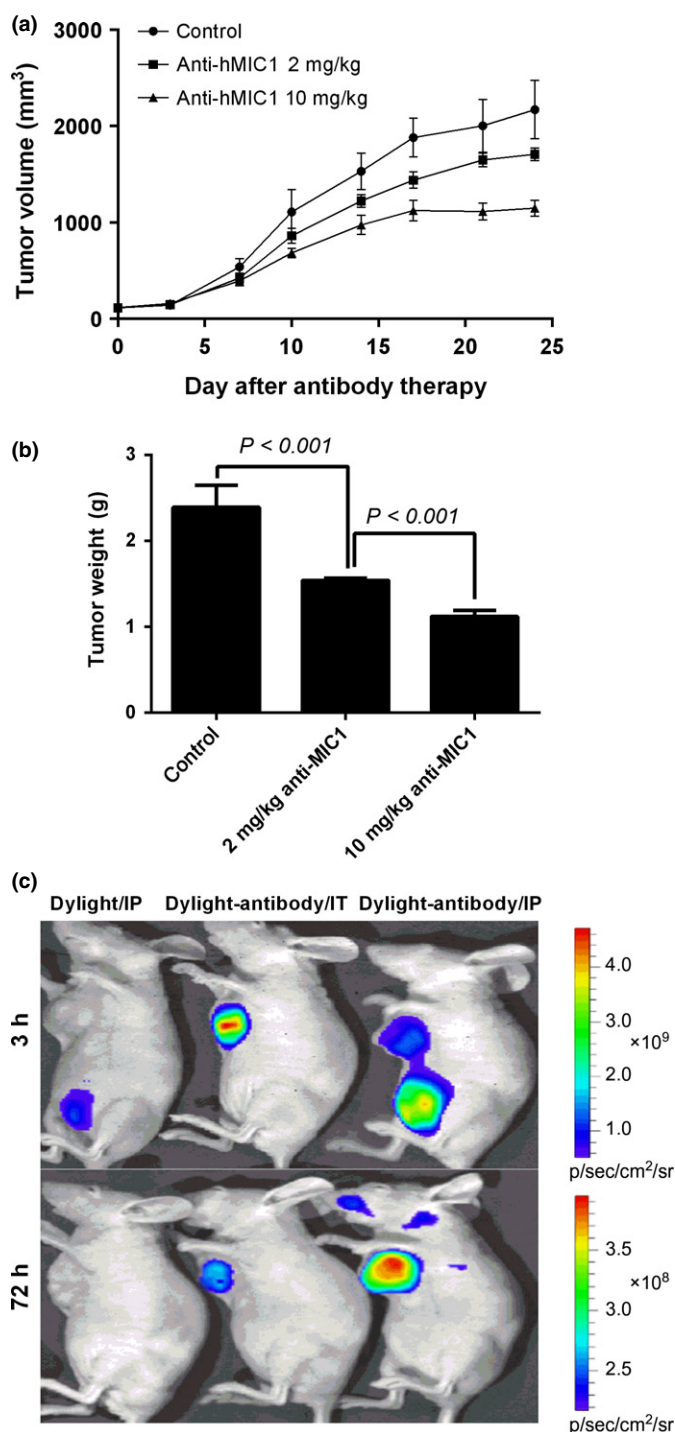 (a)
3000
2000
1000
0
Tumor volume (mm³)
Control
Anti-hMIC1 2 mg/kg
Anti-hMIC1 10 mg/kg
0 5 10 15 20 25
Day after antibody therapy
(b)
P < 0.001
P < 0.001
3
2
1
0
Tumor weight (g)
Control
2 mg/kg anti-MIC1
10 mg/kg anti-MIC1
(c)
Dylight/IP Dylight-antibody/IT Dylight-antibody/IP
3 h
4.0
3.0
×10⁹
2.0
1.0
p/sec/cm²/sr
72 h
3.5
×10⁸
3.0
2.5
p/sec/cm²/sr